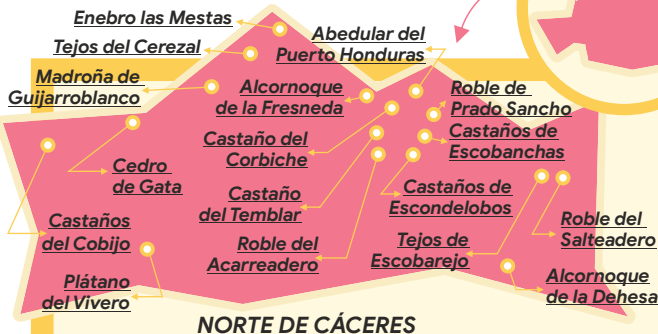 Enebro las Mestas
Tejos del Cerezal
Madroña de
Guijarroblanco
Abedular del
Puerto Honduras
Alcornoque
de la Fresneda
Roble de
Prado Sancho
Castaños de
Escobanchas
Castaño del
Corbiche
Cedro
de Gata
Castaño
del Temblar
Castaños de
Escondelobos
Castaños
del Cobijo
Roble del
Acarreadero
Tejos de
Escobarejo
Roble del
Salteadero
Plátano
del Vivero
Alcornoque
de la Dehesa
NORTE DE CÁCERES